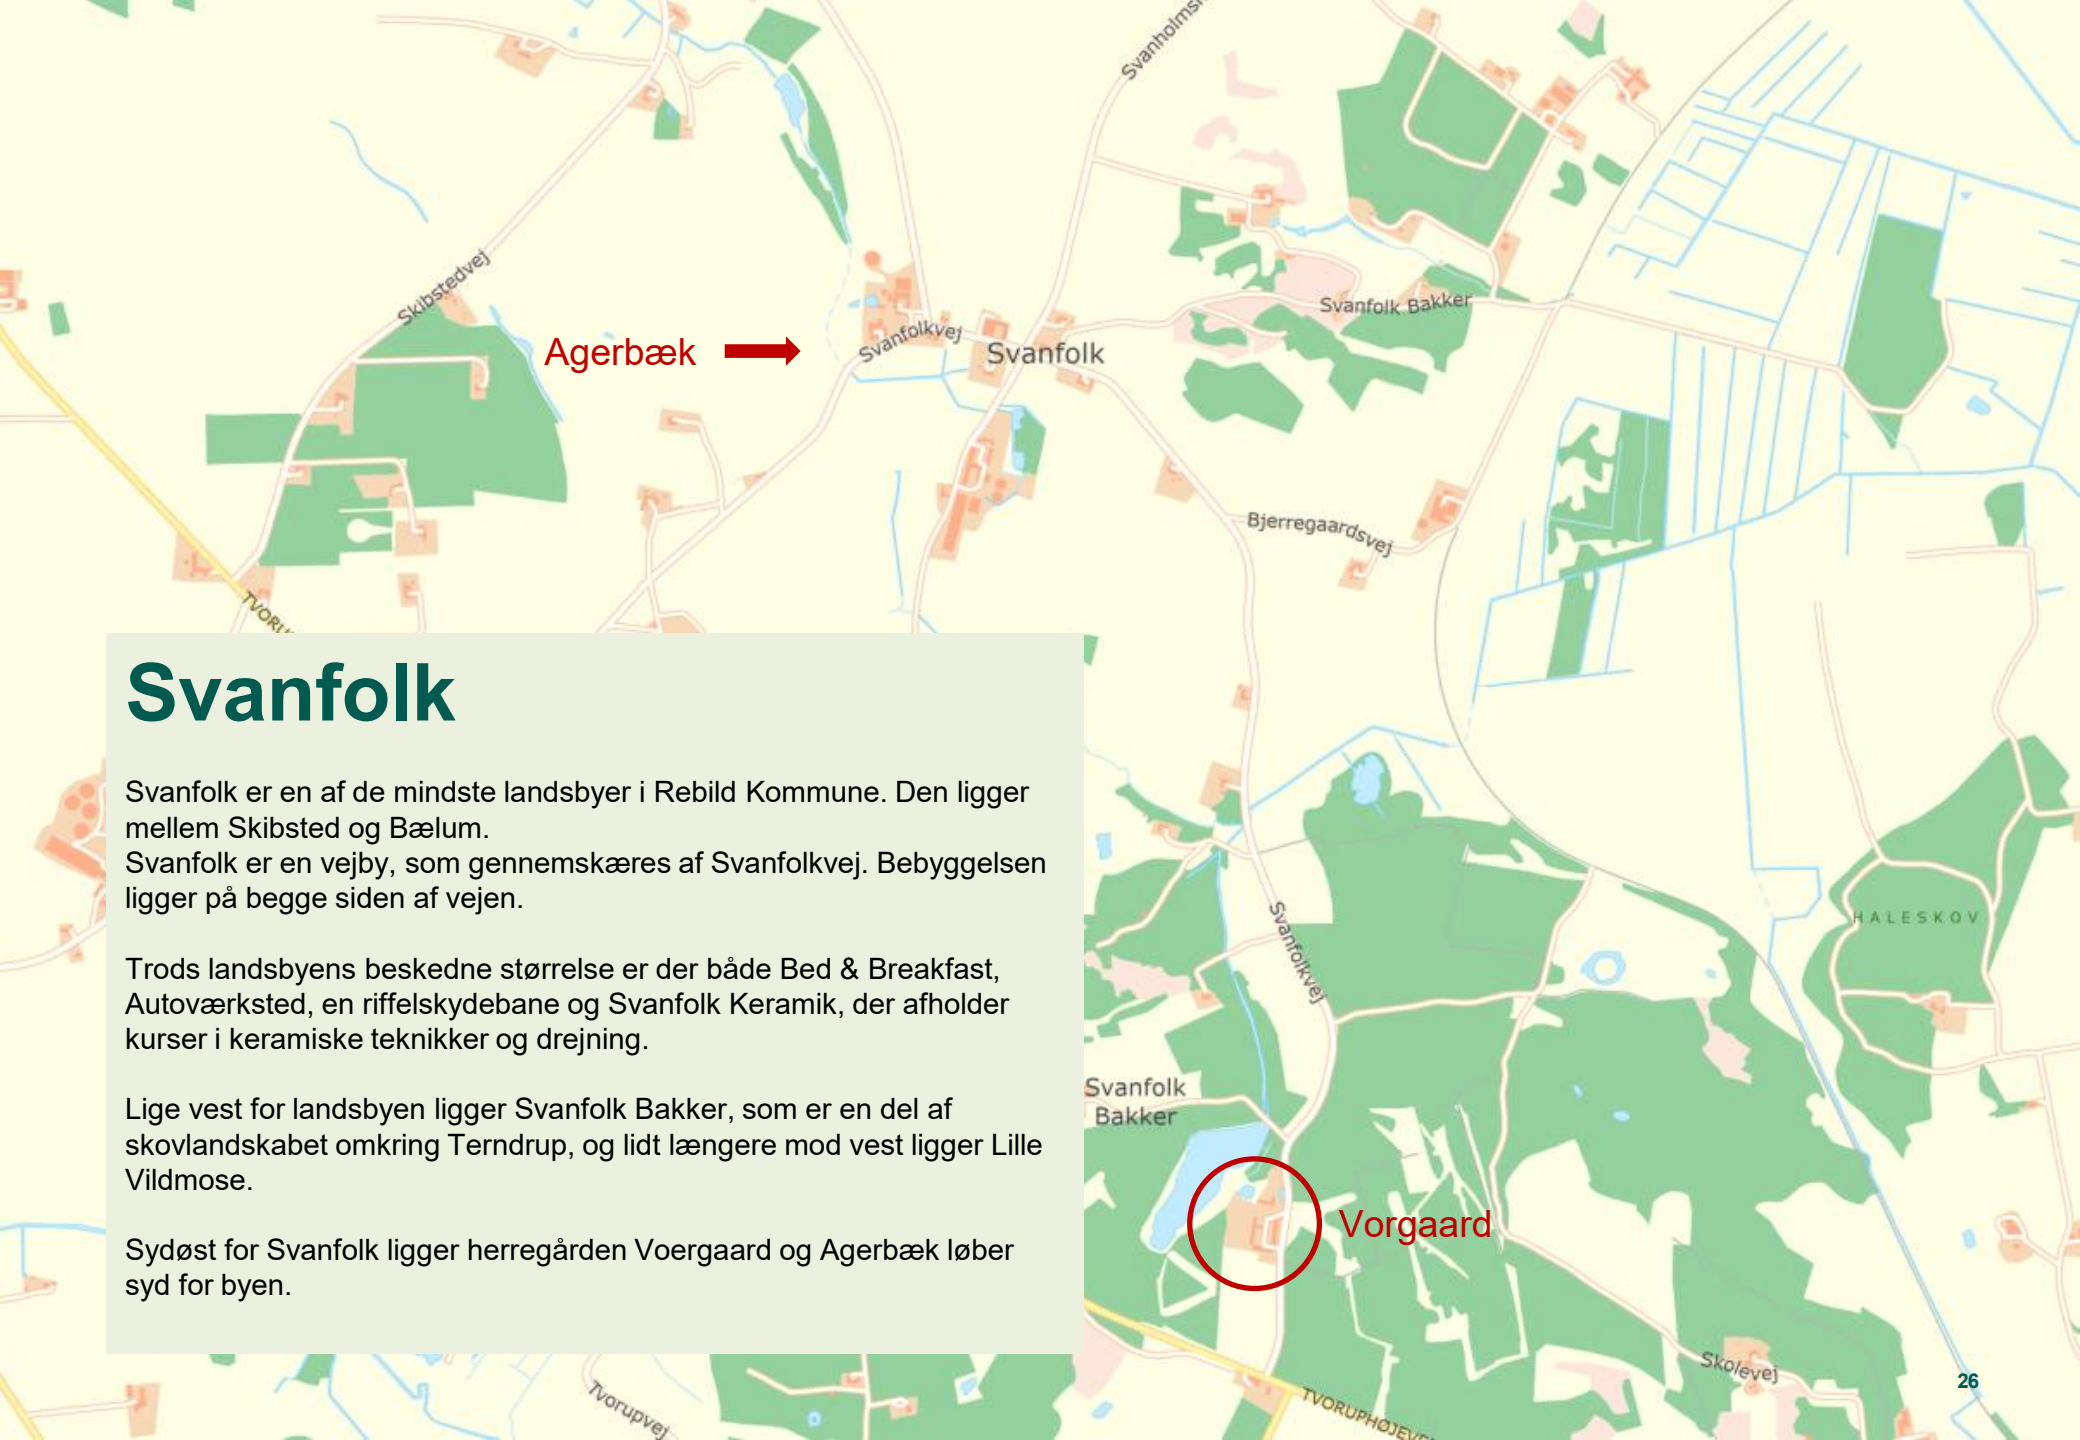 Svanholmsv
Skibstedvej
Svanfolk Bakker
Agerbæk
Svanfolkvej
Svanfolk
Bjerregaardsvej
TVORU
Svanfolk
Svanfolk er en af de mindste landsbyer i Rebild Kommune. Den ligger
mellem Skibsted og Bælum.
Svanfolk er en vejby, som gennemskæres af Svanfolkvej. Bebyggelsen
ligger på begge siden af vejen.
Trods landsbyens beskedne størrelse er der både Bed & Breakfast,
Autoværksted, en riffelskydebane og Svanfolk Keramik, der afholder
kurser i keramiske teknikker og drejning.
Lige vest for landsbyen ligger Svanfolk Bakker, som er en del af
skovlandskabet omkring Terndrup, og lidt længere mod vest ligger Lille
Vildmose.
Sydøst for Svanfolk ligger herregården Voergaard og Agerbæk løber
syd for byen.
HALESKOV
Svanfolkvej
Svanfolk
Bakker
Vorgaard
Skolevej
Tvorupvej
TVORUPHØJEVE
26